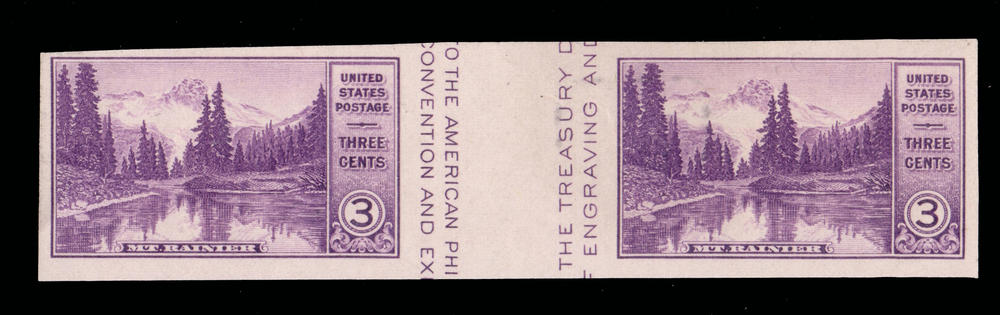 UNITED
STATES
POSTAGE
THREE
CENTS
3
MT. RAINIER
TO THE AMERICAN PHI
CONVENTION AND EX
THE TREASURY D
ENGRAVING AND
UNITED
STATES
POSTAGE
THREE
CENTS
3
MT. RAINIER